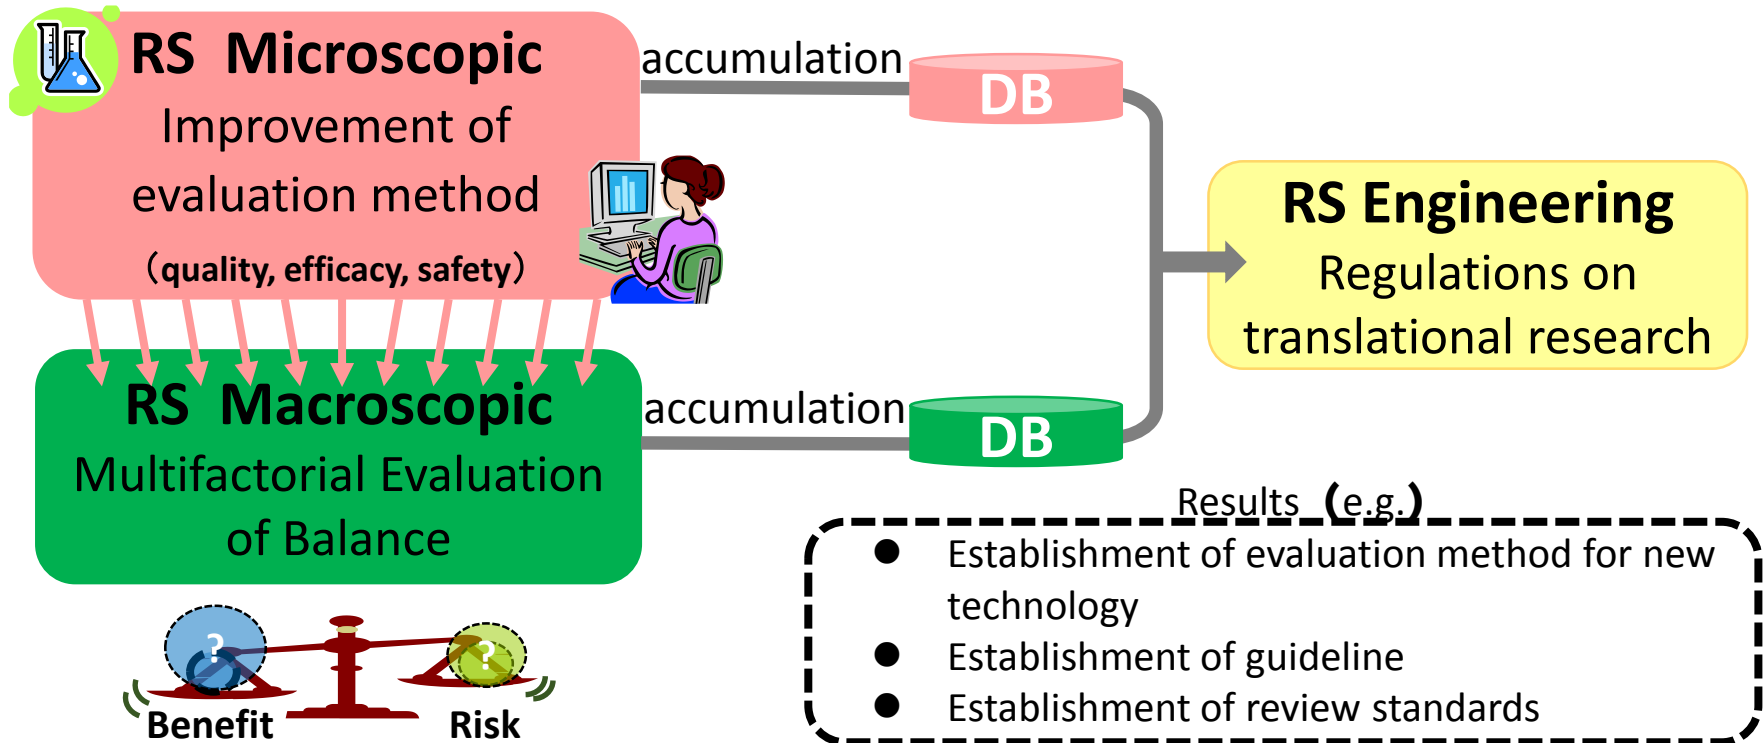 RS Microscopic
Improvement of
evaluation method
（quality, efficacy, safety）
accumulation
DB
RS Macroscopic
Multifactorial Evaluation
of Balance
accumulation
DB
? ?
Benefit Risk
RS Engineering
Regulations on
translational research
Results (e.g.)
● Establishment of evaluation method for new
technology
● Establishment of guideline
● Establishment of review standards